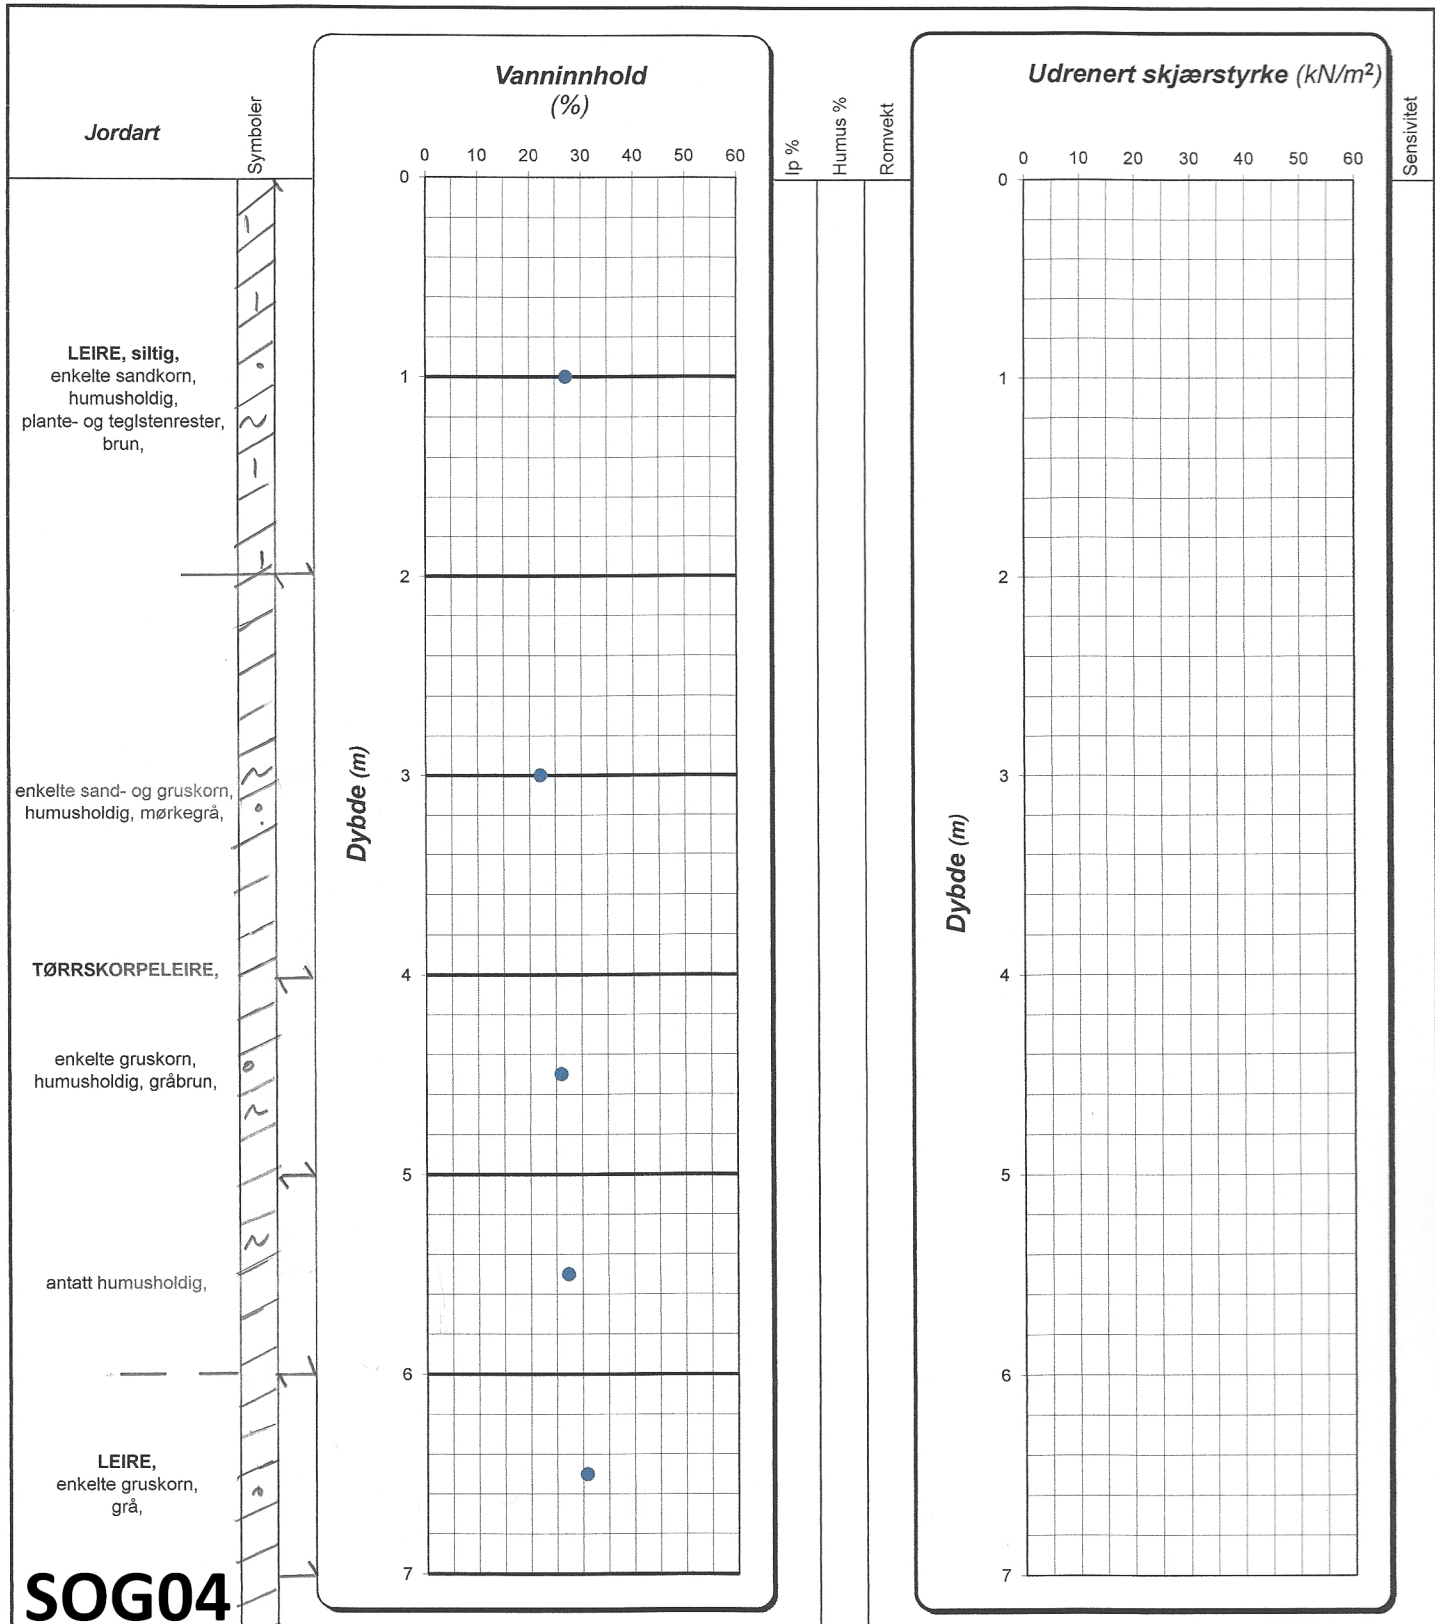 Jordart
Symboler
Vanninnhold
(%)
0 10 20 30 40 50 60
Ip %
Humus %
Romvekt
Udrenert skjærstyrke (kN/m²)
0 10 20 30 40 50 60
Sensivitet
LEIRE, siltig,
enkelte sandkorn,
humusholdig,
plante- og teglstenrester,
brun,
enkelte sand- og gruskorn,
humusholdig, mørkegrå,
TØRRSKORPELEIRE,
enkelte gruskorn,
humusholdig, gråbrun,
antatt humusholdig,
LEIRE,
enkelte gruskorn,
grå,
SOG04
Dybde (m)
0
1
2
3
4
5
6
7
Dybde (m)
0
1
2
3
4
5
6
7